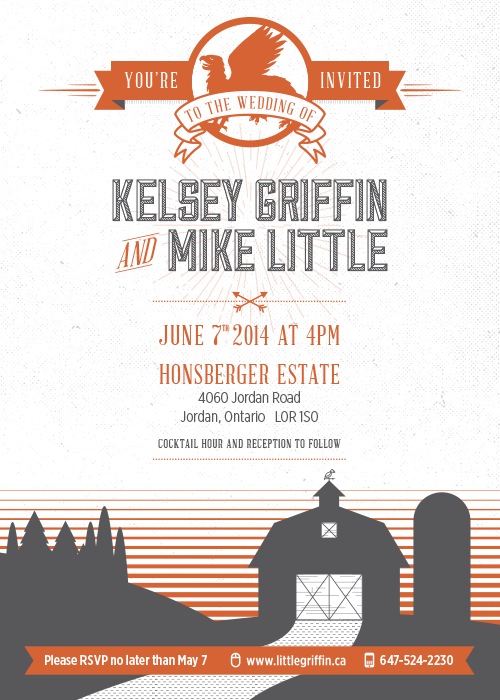 YOU'RE INVITED
TO THE WEDDING OF
KELSEY GRIFFIN
AND MIKE LITTLE
JUNE 7TH 2014 AT 4PM
HONSBERGER ESTATE
4060 Jordan Road
Jordan, Ontario L0R 1S0
COCKTAIL HOUR AND RECEPTION TO FOLLOW
Please RSVP no later than May 7 www.littlegriffin.ca 647-524-2230